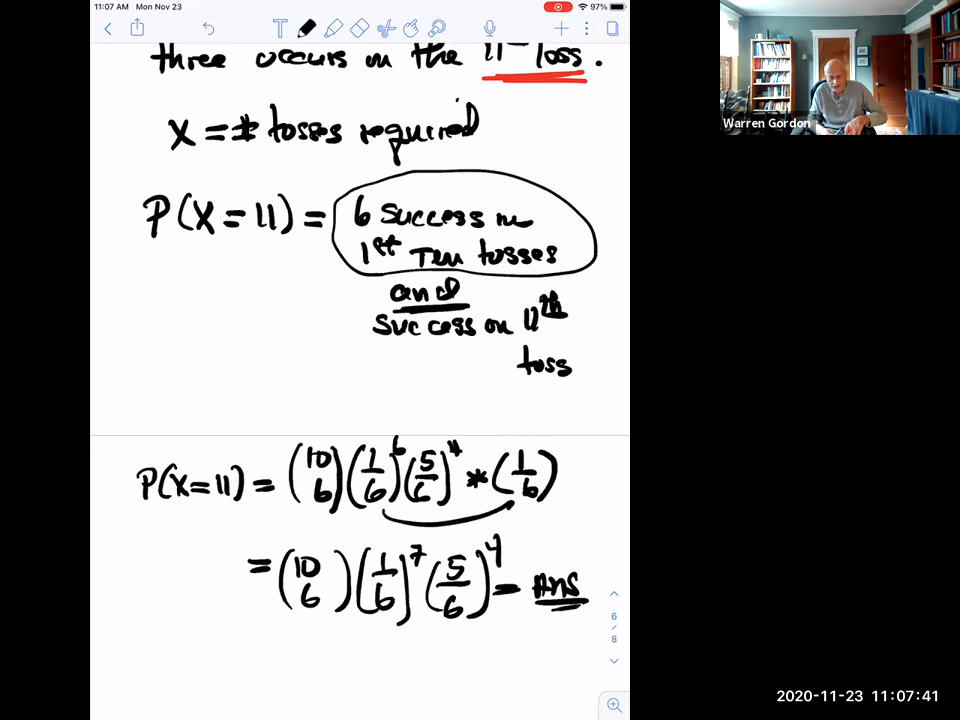 11:07 AM Mon Nov 23
97%
three occurs in the 11th toss.
X = # tosses required
P(X = 11) = 6 success in
1st Ten tosses
and
success on 11th
toss
P(X=11) = (10 6)(1/6)^6(5/6)^4 * (1/6)
= (10 6)(1/6)^7(5/6)^4 = Ans
6
/
8
Warren Gordon
2020-11-23 11:07:41